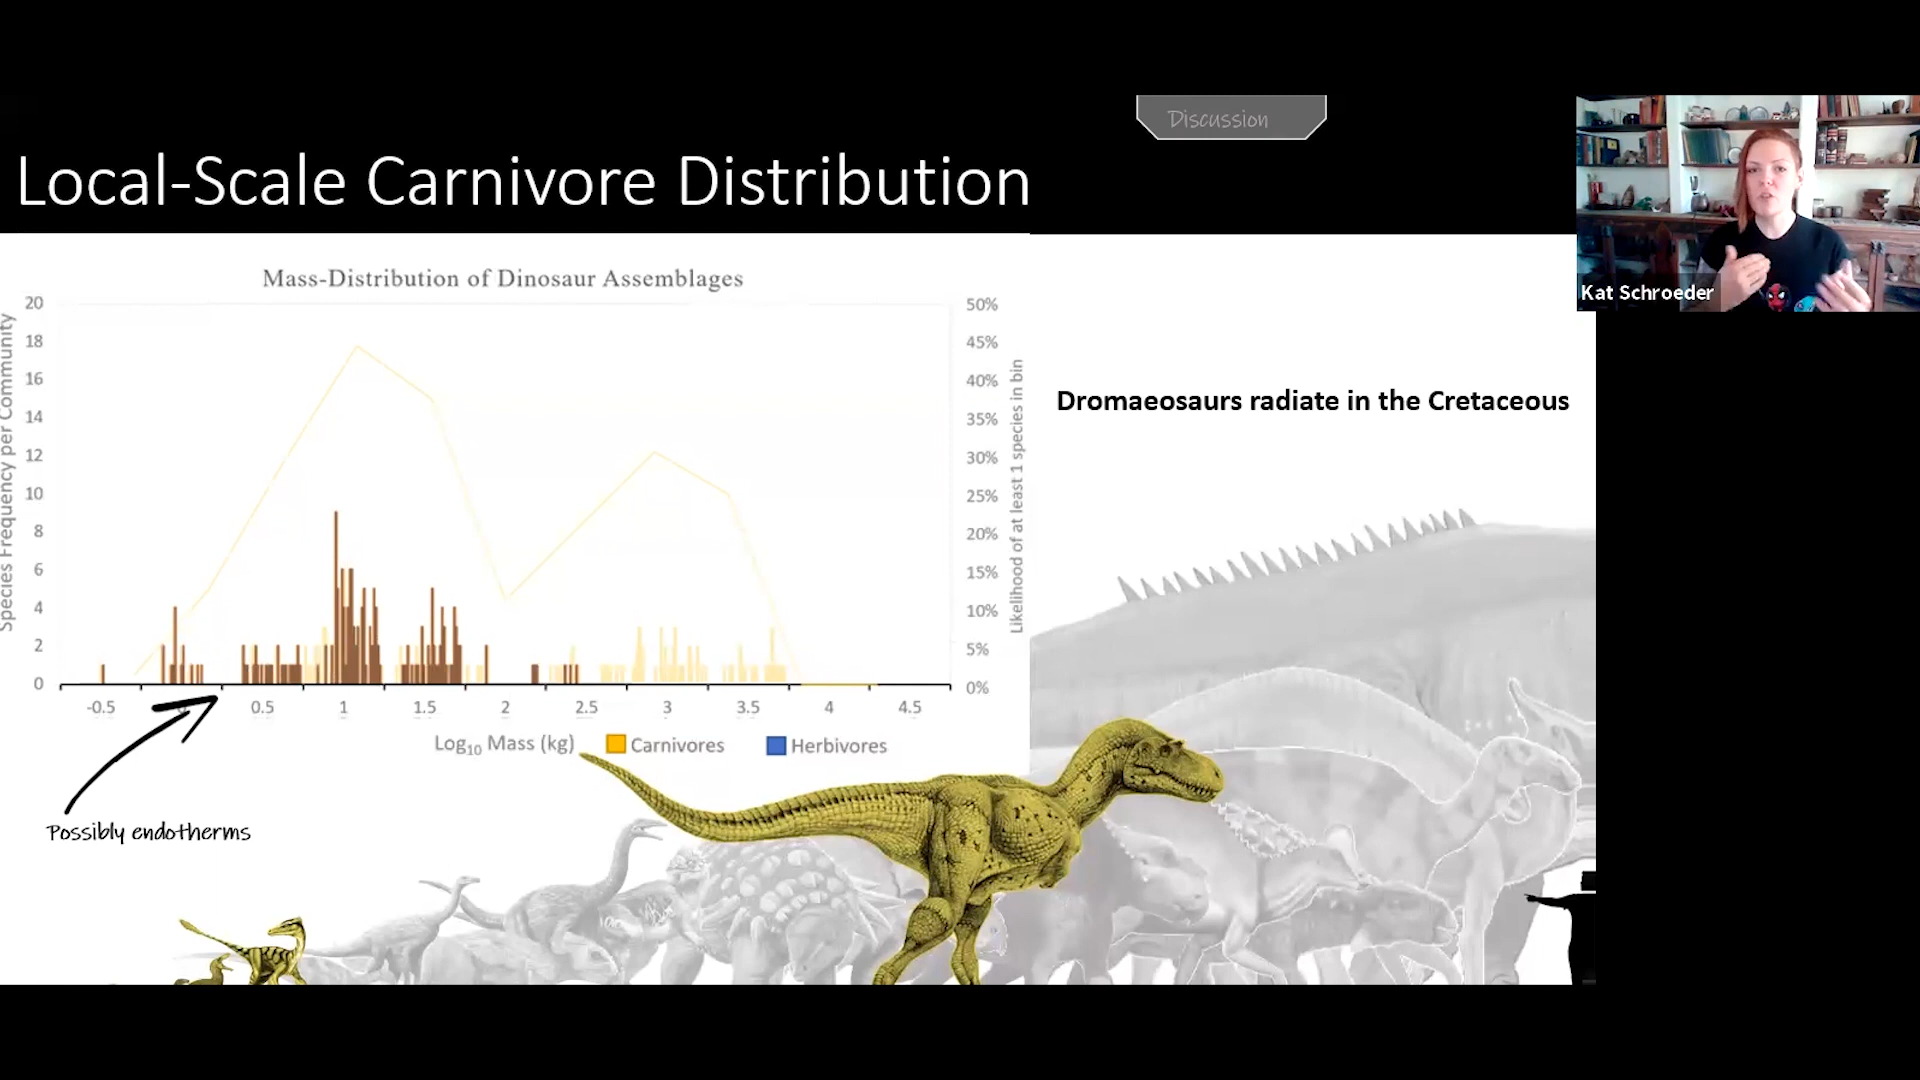 Discussion
Local-Scale Carnivore Distribution
Kat Schroeder
Mass-Distribution of Dinosaur Assemblages
Species Frequency per Community
20
18
16
14
12
10
8
6
4
2
0
50%
45%
40%
35%
30%
25%
20%
15%
10%
5%
0%
Likelihood of at least 1 species in bin
-0.5 0 0.5 1 1.5 2 2.5 3 3.5 4 4.5
Log10 Mass (kg)
Carnivores
Herbivores
Dromaeosaurs radiate in the Cretaceous
Possibly endotherms